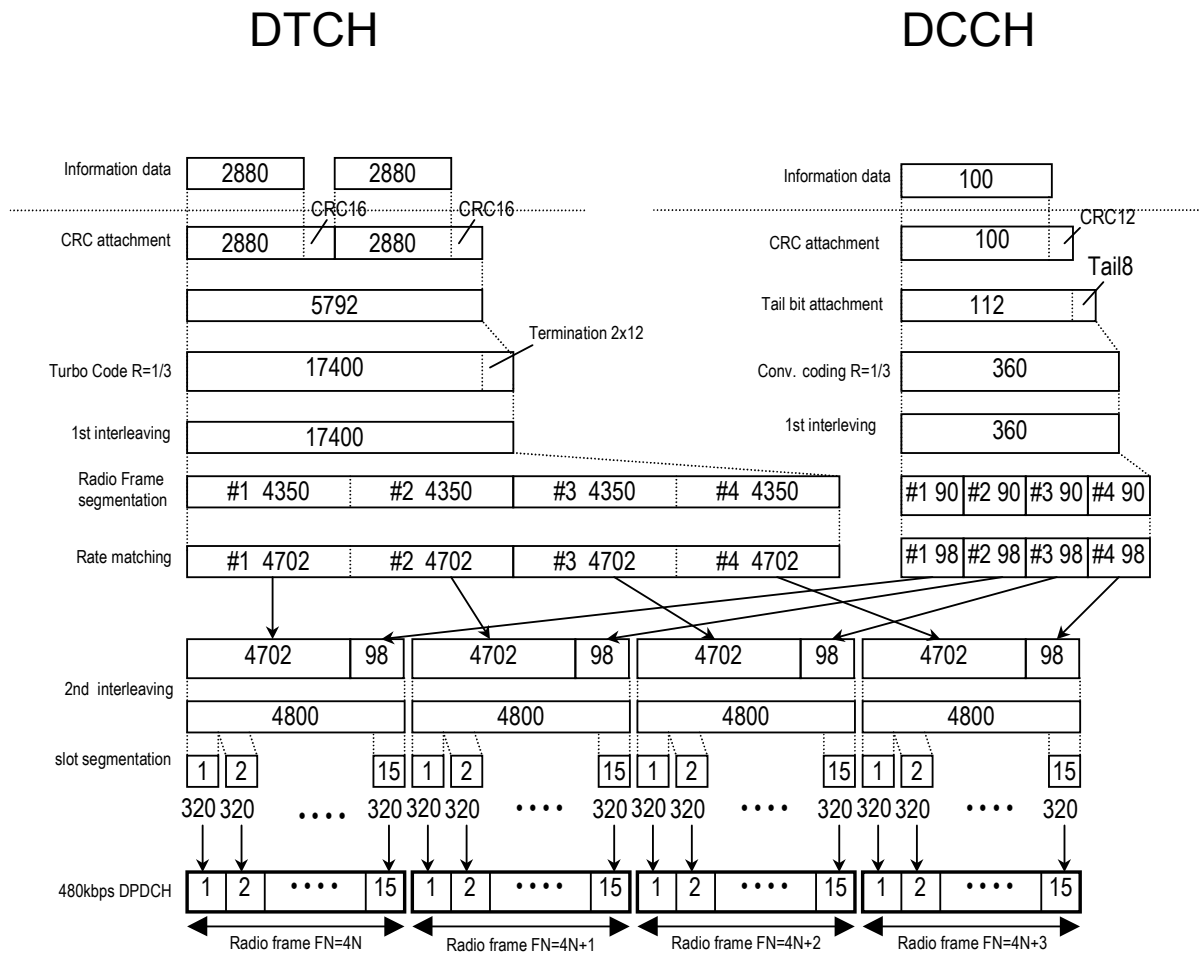 DTCH DCCH
Information data 2880 2880
Information data 100
CRC16 CRC16
CRC12
CRC attachment 2880 2880
CRC attachment 100
Tail8
5792
Tail bit attachment 112
Termination 2x12
Turbo Code R=1/3 17400
Conv. coding R=1/3 360
1st interleaving 17400
1st interleving 360
Radio Frame
segmentation
#1 4350 #2 4350 #3 4350 #4 4350
#1 90 #2 90 #3 90 #4 90
Rate matching #1 4702 #2 4702 #3 4702 #4 4702
#1 98 #2 98 #3 98 #4 98
4702 98 4702 98 4702 98 4702 98
2nd interleaving
4800 4800 4800 4800
slot segmentation 1 2 15 1 2 15 1 2 15 1 2 15
320 320 •••• 320 320 320 •••• 320 320 320 •••• 320 320 320 •••• 320
480kbps DPDCH 1 2 •••• 15 1 2 •••• 15 1 2 •••• 15 1 2 •••• 15
Radio frame FN=4N Radio frame FN=4N+1 Radio frame FN=4N+2 Radio frame FN=4N+3